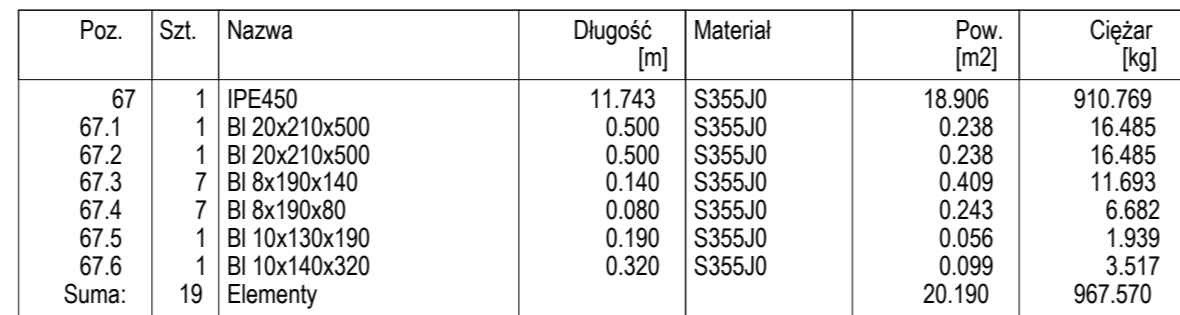 Poz. Szt. Nazwa Długość Materiał Pow. Ciężar
[m] [m2] [kg]
67 1 IPE450 11.743 S355J0 18.906 910.769
67.1 1 Bl 20x210x500 0.500 S355J0 0.238 16.485
67.2 1 Bl 20x210x500 0.500 S355J0 0.238 16.485
67.3 7 Bl 8x190x140 0.140 S355J0 0.409 11.693
67.4 7 Bl 8x190x80 0.080 S355J0 0.243 6.682
67.5 1 Bl 10x130x190 0.190 S355J0 0.056 1.939
67.6 1 Bl 10x140x320 0.320 S355J0 0.099 3.517
Suma: 19 Elementy 20.190 967.570